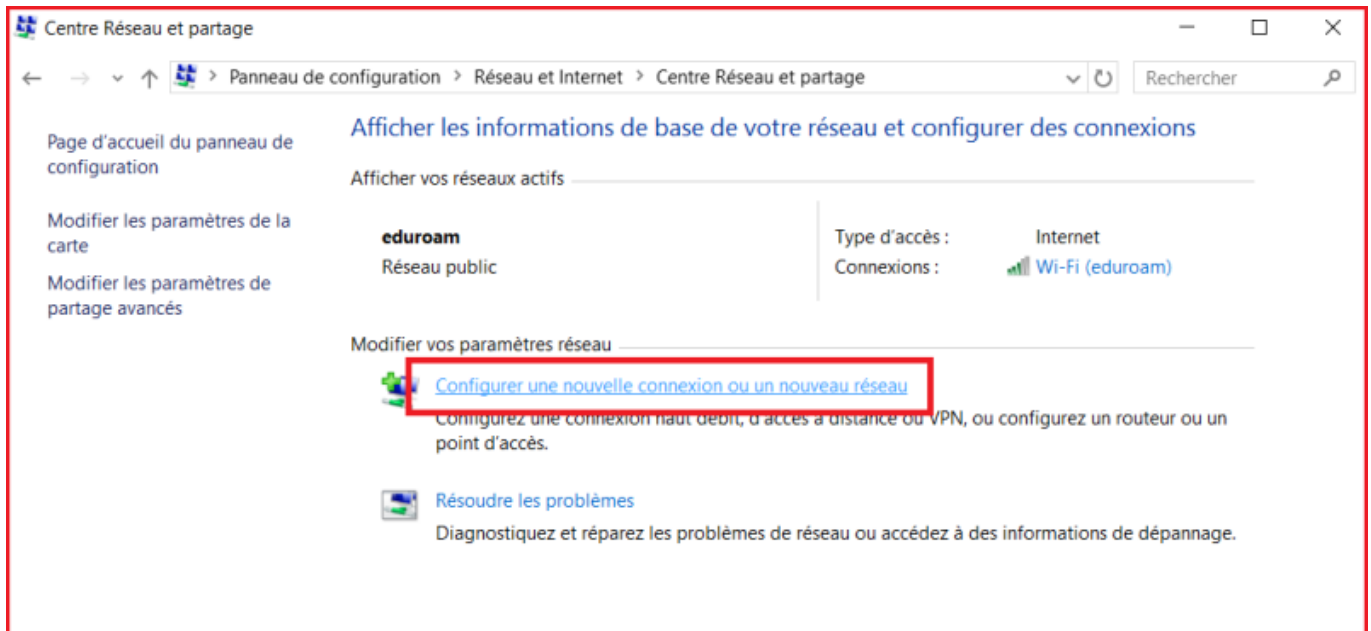 Centre Réseau et partage
Panneau de configuration > Réseau et Internet > Centre Réseau et partage
Rechercher
Page d'accueil du panneau de
configuration
Modifier les paramètres de la
carte
Modifier les paramètres de
partage avancés
Afficher les informations de base de votre réseau et configurer des connexions
Afficher vos réseaux actifs
eduroam
Réseau public
Type d'accès : Internet
Connexions : Wi-Fi (eduroam)
Modifier vos paramètres réseau
Configurer une nouvelle connexion ou un nouveau réseau
Configurez une connexion haut débit, d'accès à distance ou VPN, ou configurez un routeur ou un
point d'accès.
Résoudre les problèmes
Diagnostiquez et réparez les problèmes de réseau ou accédez à des informations de dépannage.